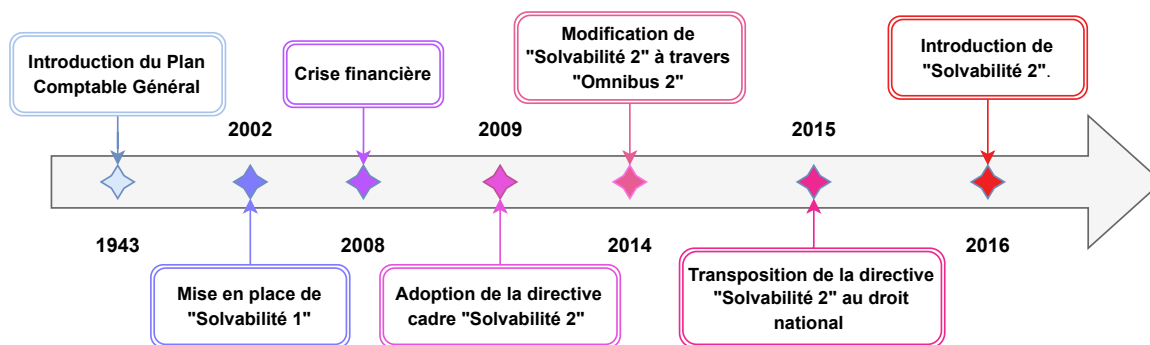 Introduction du Plan
Comptable Général
Crise financière
Modification de
"Solvabilité 2" à travers
"Omnibus 2"
Introduction de
"Solvabilité 2".
2002
2009
2015
1943
2008
2014
2016
Mise en place de
"Solvabilité 1"
Adoption de la directive
cadre "Solvabilité 2"
Transposition de la directive
"Solvabilité 2" au droit
national